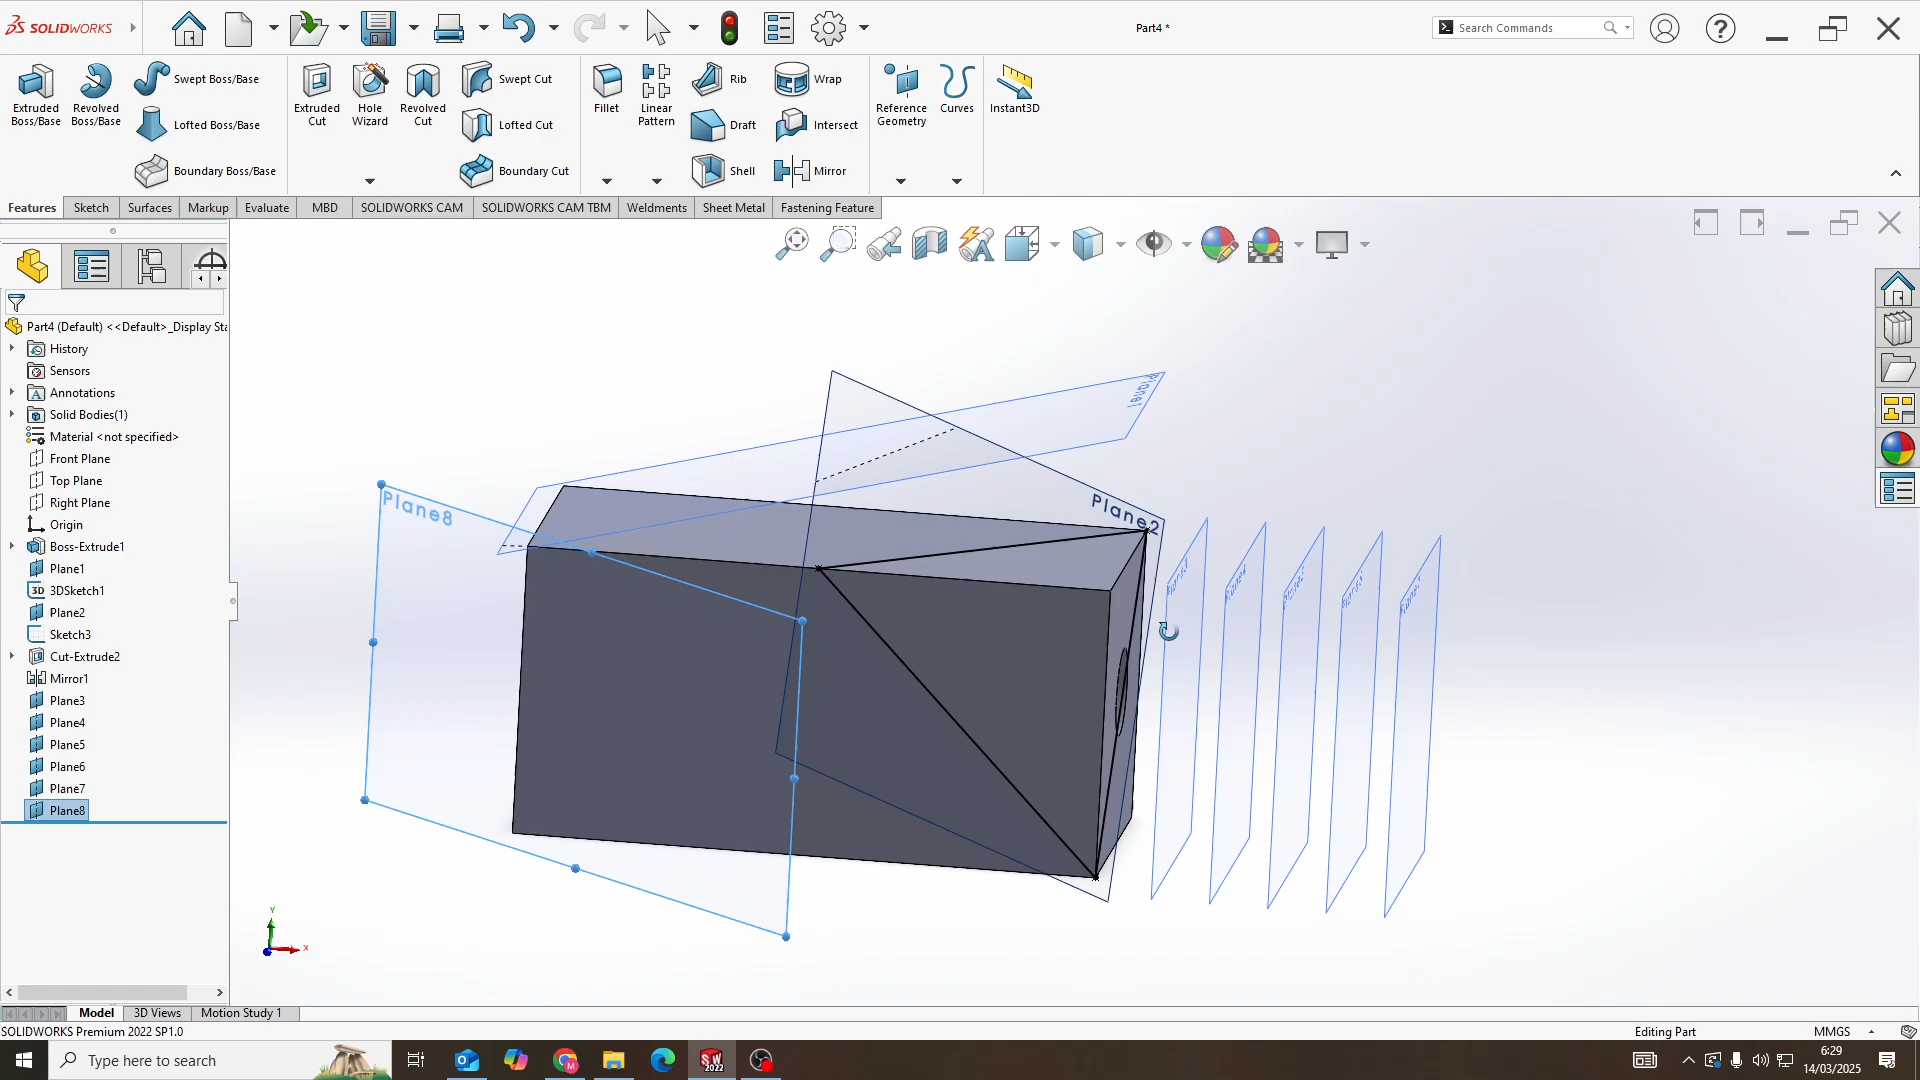 SOLIDWORKS
Part4 *
Search Commands
Extruded Boss/Base
Revolved Boss/Base
Swept Boss/Base
Lofted Boss/Base
Boundary Boss/Base
Extruded Cut
Hole Wizard
Revolved Cut
Swept Cut
Lofted Cut
Boundary Cut
Fillet
Linear Pattern
Rib
Draft
Shell
Wrap
Intersect
Mirror
Reference Geometry
Curves
Instant3D
Features
Sketch
Surfaces
Markup
Evaluate
MBD
SOLIDWORKS CAM
SOLIDWORKS CAM TBM
Weldments
Sheet Metal
Fastening Feature
Part4 (Default) <<Default>_Display Sta
History
Sensors
Annotations
Solid Bodies(1)
Material <not specified>
Front Plane
Top Plane
Right Plane
Origin
Boss-Extrude1
Plane1
3D 3DSketch1
Plane2
Sketch3
Cut-Extrude2
Mirror1
Plane3
Plane4
Plane5
Plane6
Plane7
Plane8
Plane1
Plane8
Plane2
Y
X
Model
3D Views
Motion Study 1
SOLIDWORKS Premium 2022 SP1.0
Editing Part
MMGS
Type here to search
SW
2022
6:29
14/03/2025